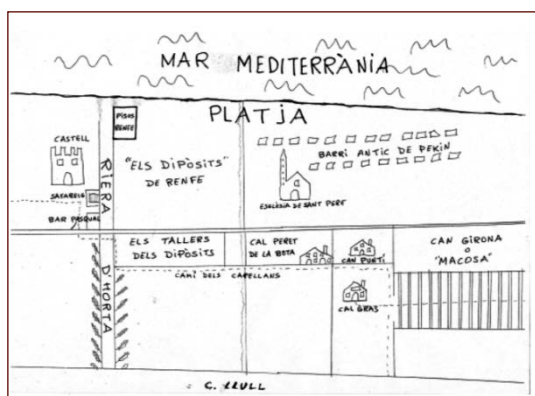 MAR MEDITERRÀNIA
PLATJA
PISOS
RENFE
CASTELL
RIERA
"ELS DIPÒSITS"
DE RENFE
BARRI ANTIC DE PEKIN
SAFAREIG
ESGLÉSIA DE SANT PERE
BAR PASQUAL
D'HORTA
ELS TALLERS
DELS DIPÒSITS
CAL PERET
DE LA BOTA
CAN PUNTI
CAN GIRONA
O
"MACOSA"
CAMÍ DELS CAPELLANS
CAL GRAS
C. LLULL